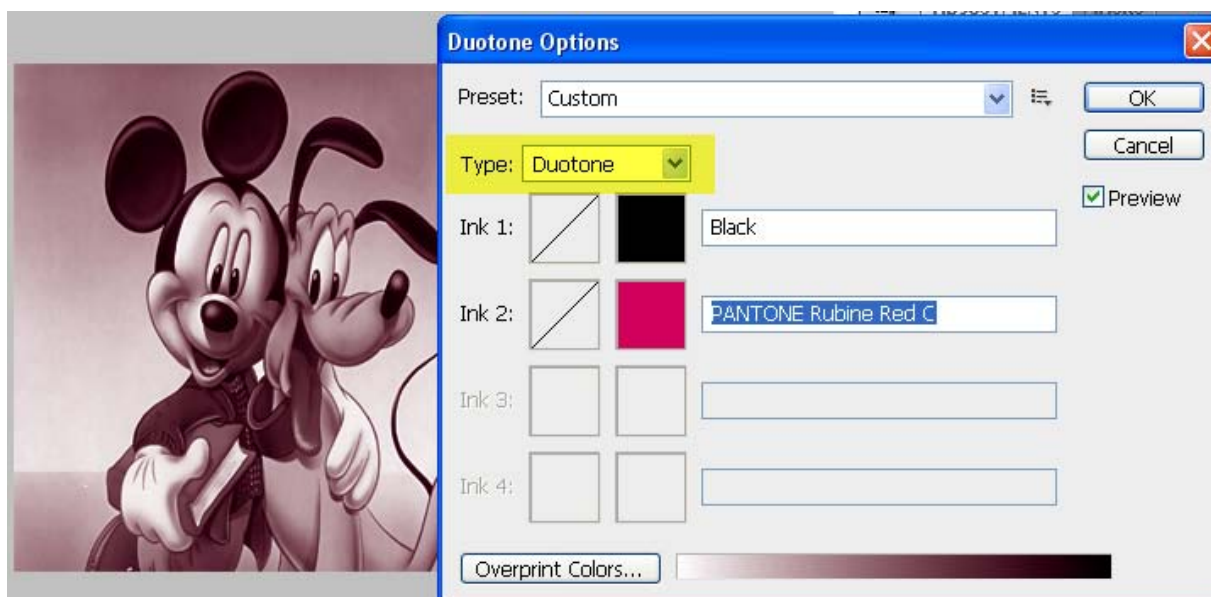 Duotone Options
Preset: Custom
OK
Type: Duotone
Cancel
Preview
Ink 1: Black
Ink 2: PANTONE Rubine Red C
Ink 3:
Ink 4:
Overprint Colors...